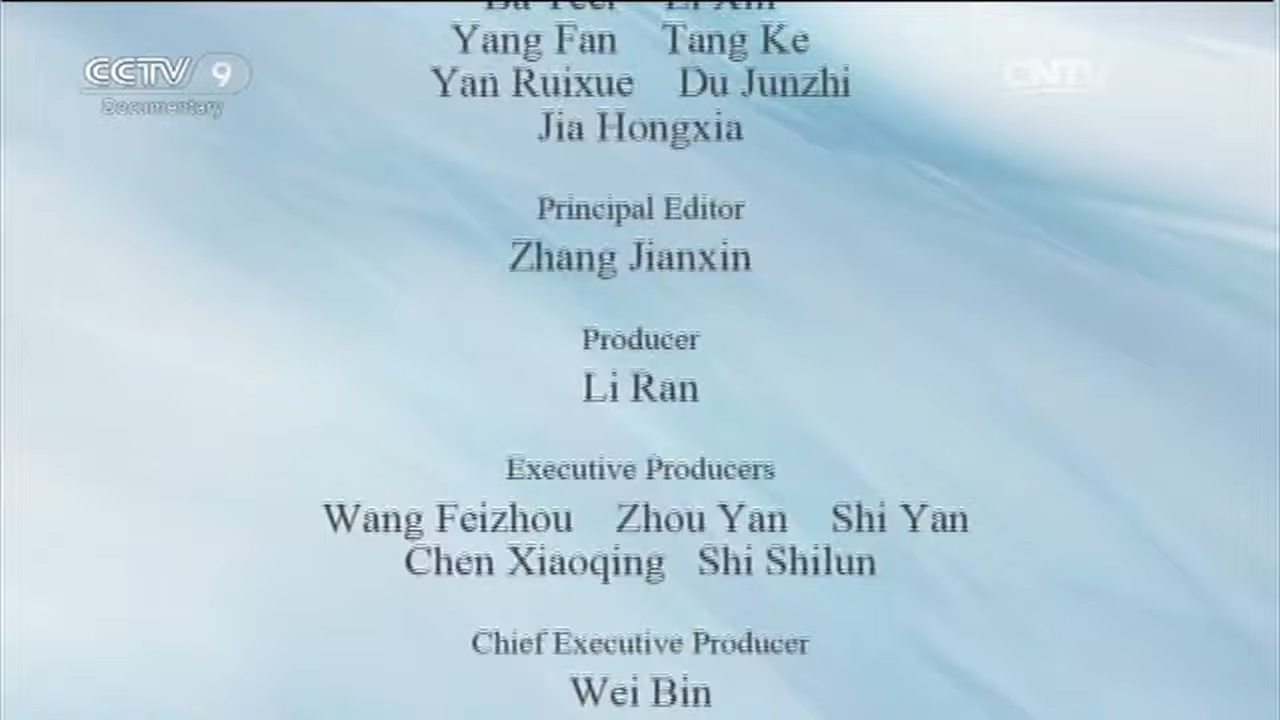 Yang Fan Tang Ke
CCTV 9
CNTV
Yan Ruixue Du Junzhi
Documentary
Jia Hongxia
Principal Editor
Zhang Jianxin
Producer
Li Ran
Executive Producers
Wang Feizhou Zhou Yan Shi Yan
Chen Xiaoqing Shi Shilun
Chief Executive Producer
Wei Bin